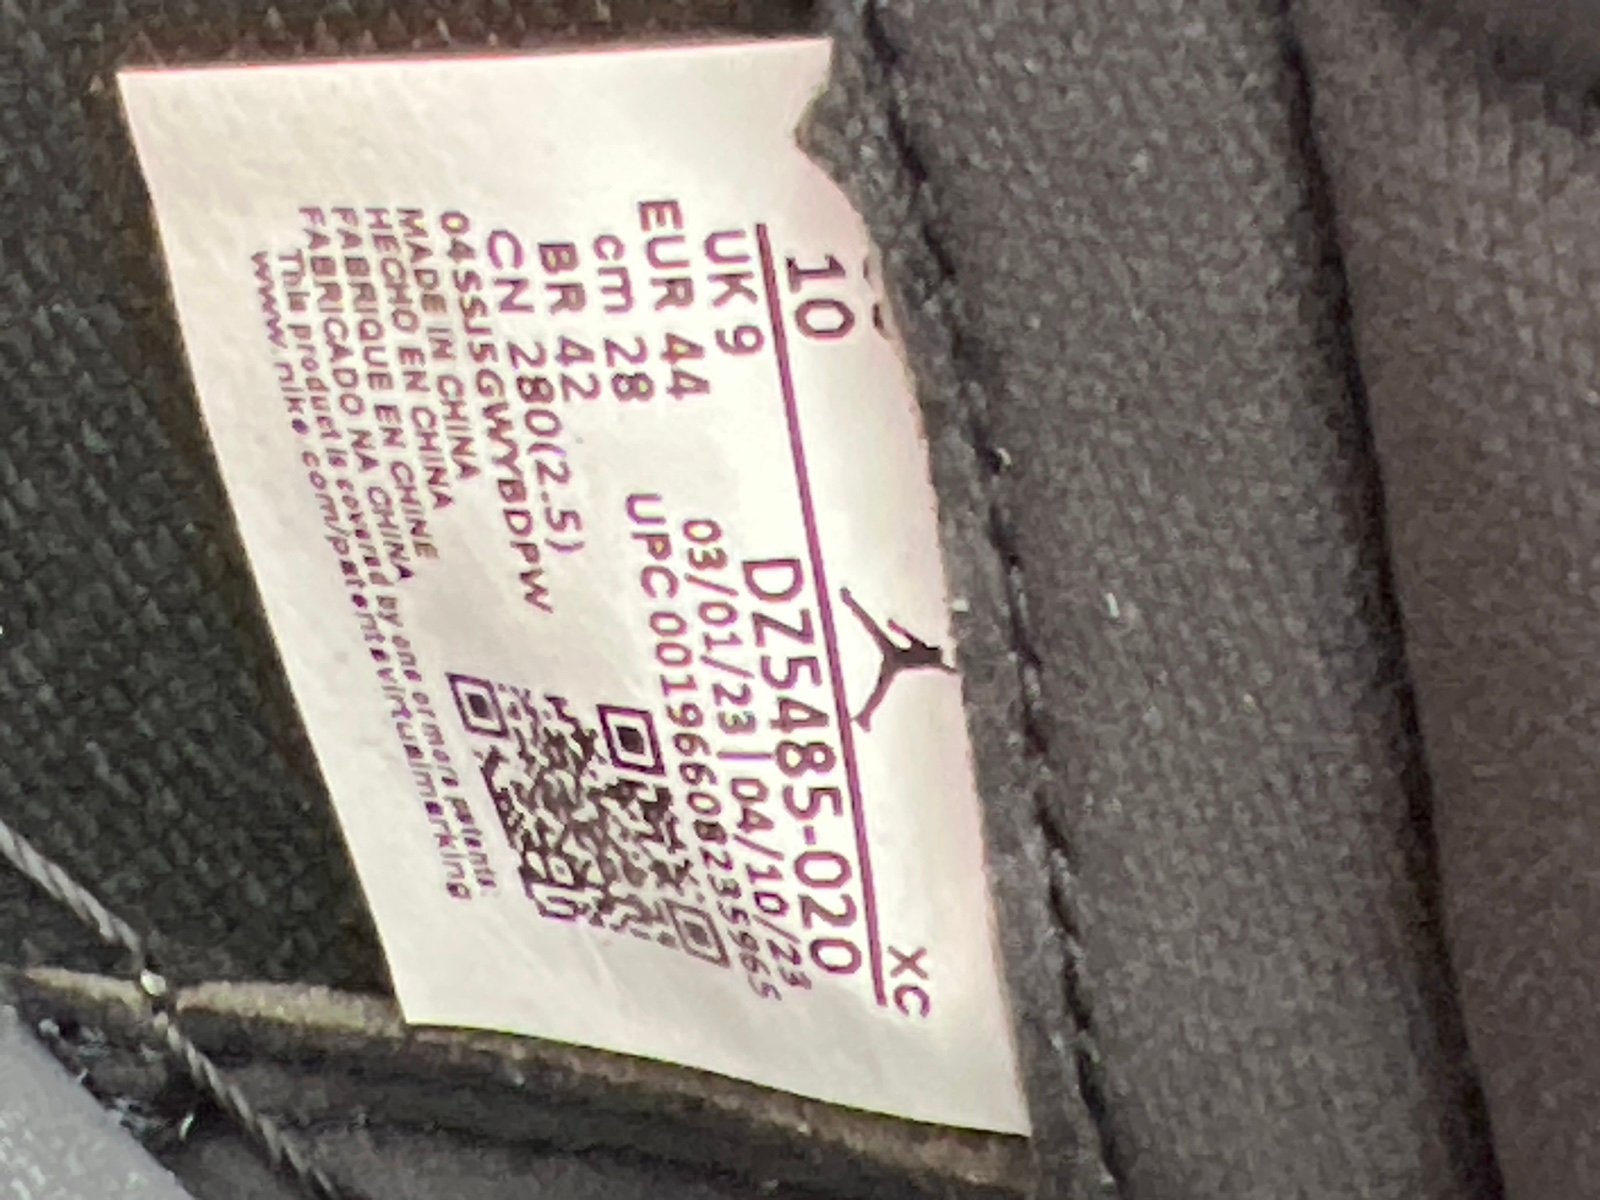 10
XC
UK 9
DZ5485-020
EUR 44
03/01/23 | 04/10/23
cm 28
UPC 00196608235965
BR 42
CN 280(2.5)
04SSJ5GWYBDPW
MADE IN CHINA
HECHO EN CHINA
FABRIQUE EN CHINE
FABRICADO NA CHINA
This product is covered by one or more patents.
www.nike.com/patentsvirtualmarking